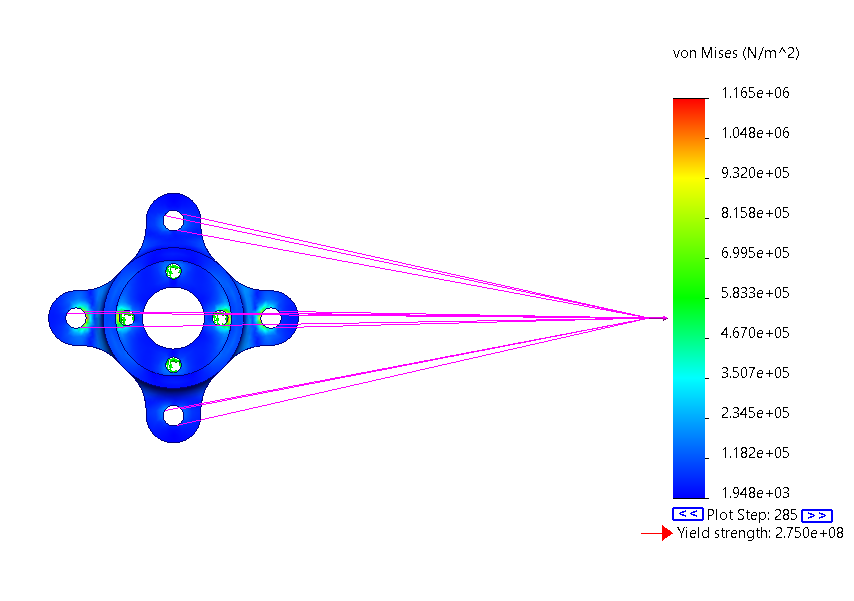 von Mises (N/m^2)
1.165e+06
1.048e+06
9.320e+05
8.158e+05
6.995e+05
5.833e+05
4.670e+05
3.507e+05
2.345e+05
1.182e+05
1.948e+03
<< Plot Step: 285 >>
Yield strength: 2.750e+08